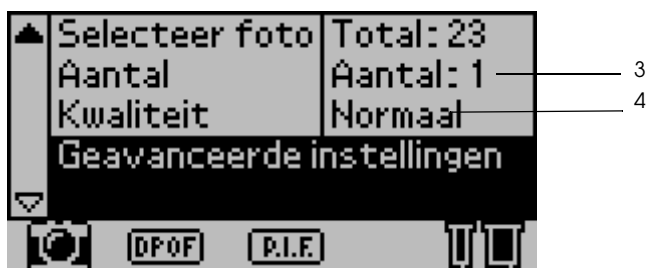 Selecteer foto Total: 23
Aantal Aantal: 1 3
Kwaliteit Normaal 4
Geavanceerde instellingen
DPOF P.I.F.